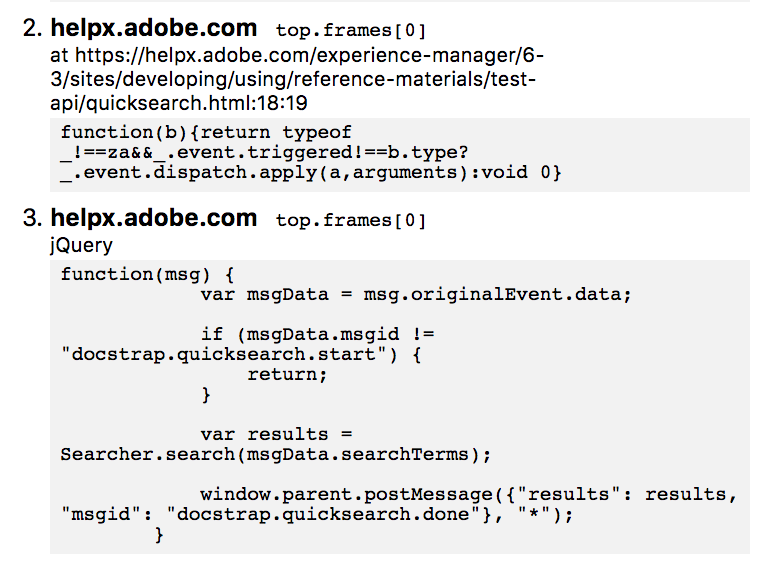 2. helpx.adobe.com top.frames[0]
at https://helpx.adobe.com/experience-manager/6-
3/sites/developing/using/reference-materials/test-
api/quicksearch.html:18:19
function(b){return typeof
_!==za&&_.event.triggered!==b.type?
_.event.dispatch.apply(a,arguments):void 0}
3. helpx.adobe.com top.frames[0]
jQuery
function(msg) {
var msgData = msg.originalEvent.data;
if (msgData.msgid !=
"docstrap.quicksearch.start") {
return;
}
var results =
Searcher.search(msgData.searchTerms);
window.parent.postMessage({"results": results,
"msgid": "docstrap.quicksearch.done"}, "*");
}